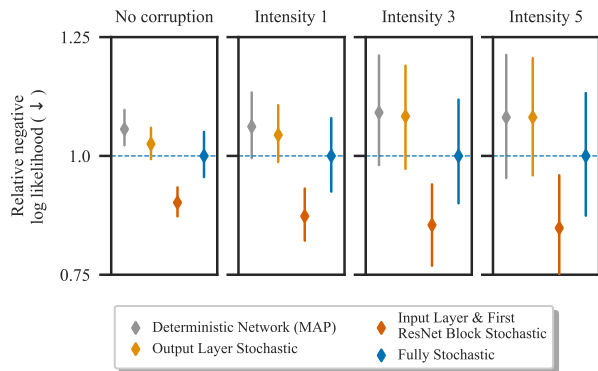 No corruption Intensity 1 Intensity 3 Intensity 5
1.25
1.0
0.75
Relative negative
log likelihood ( ↓ )
Deterministic Network (MAP)
Output Layer Stochastic
Input Layer & First
ResNet Block Stochastic
Fully Stochastic